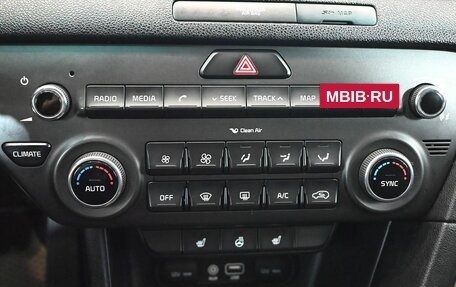 RADIO MEDIA SEEK TRACK MAP MBIB·RU
Clean Air
CLIMATE
AUTO
SYNC
OFF A/C